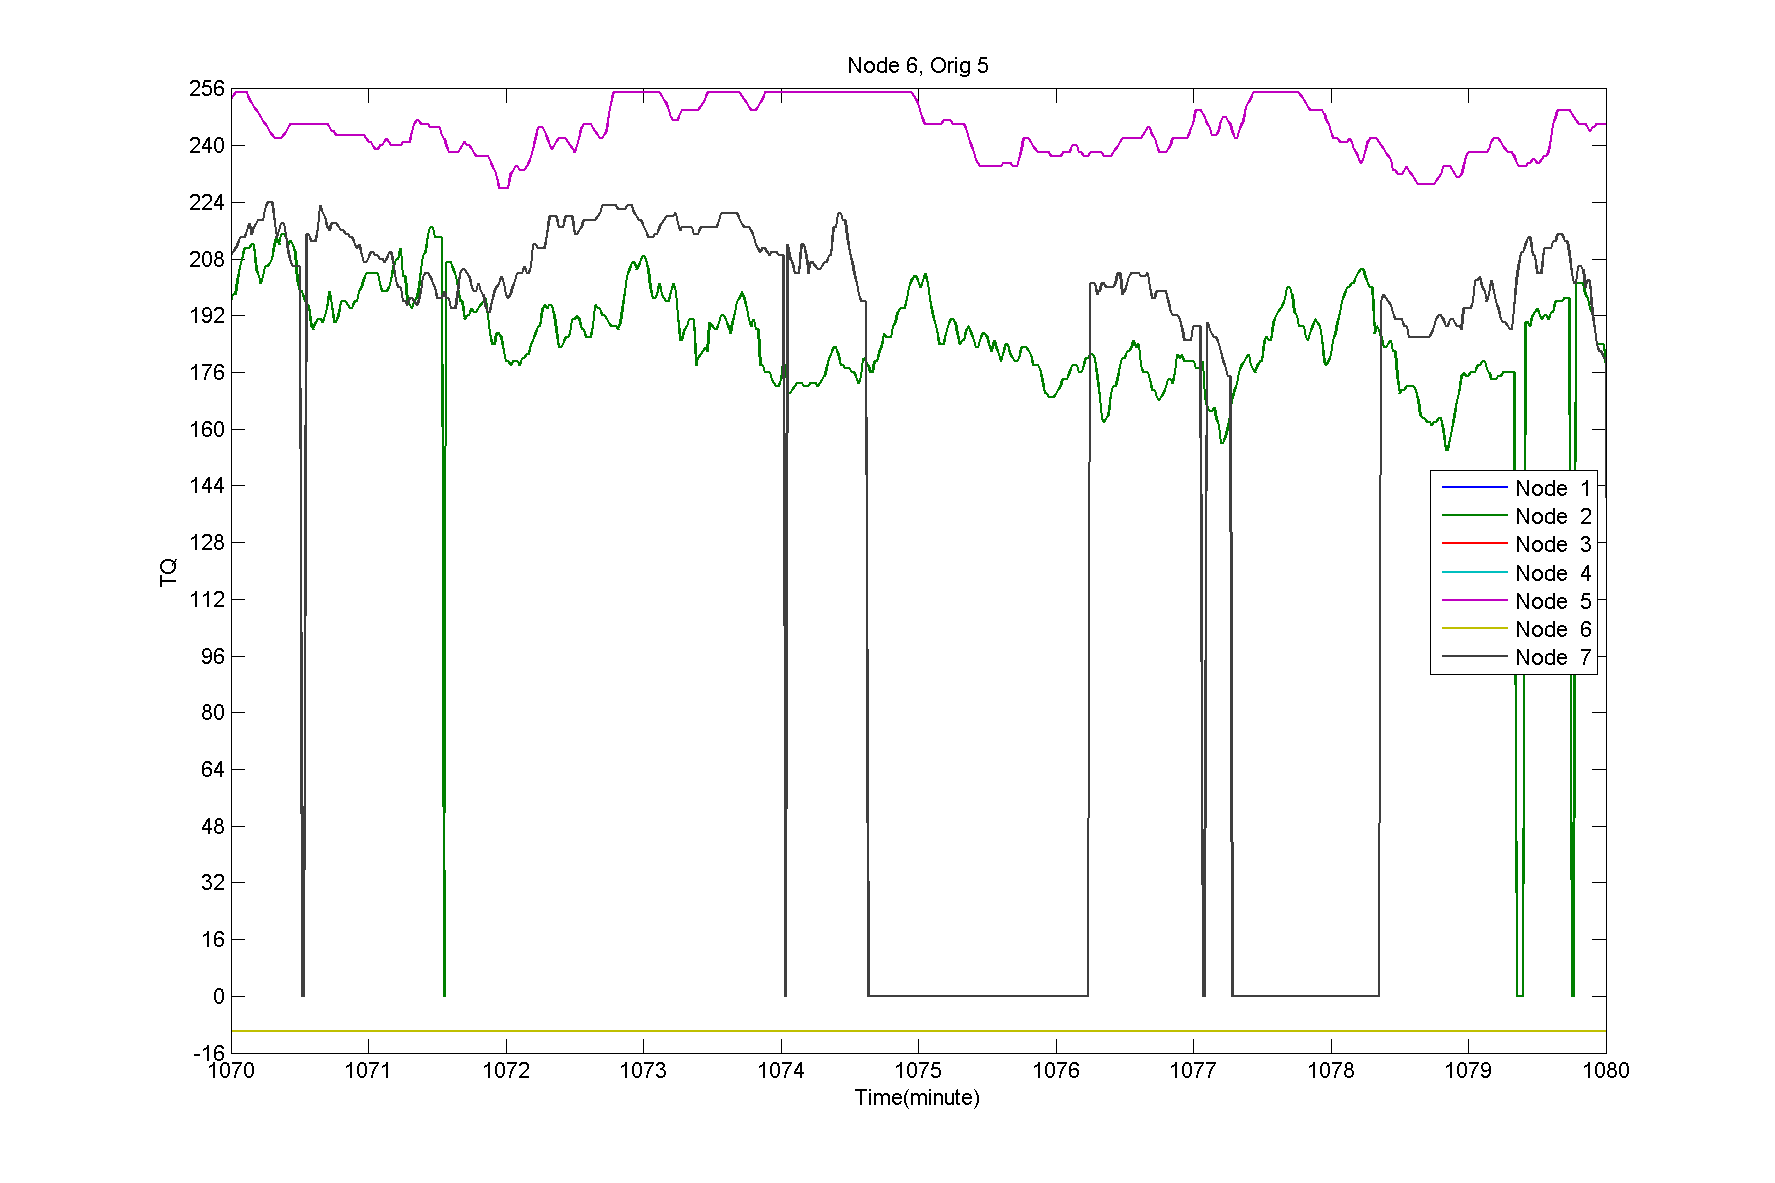 Node 6, Orig 5
256
240
224
208
192
176
160
144
128
112
96
80
64
48
32
16
0
-16
TQ
Node 1
Node 2
Node 3
Node 4
Node 5
Node 6
Node 7
1070 1071 1072 1073 1074 1075 1076 1077 1078 1079 1080
Time(minute)